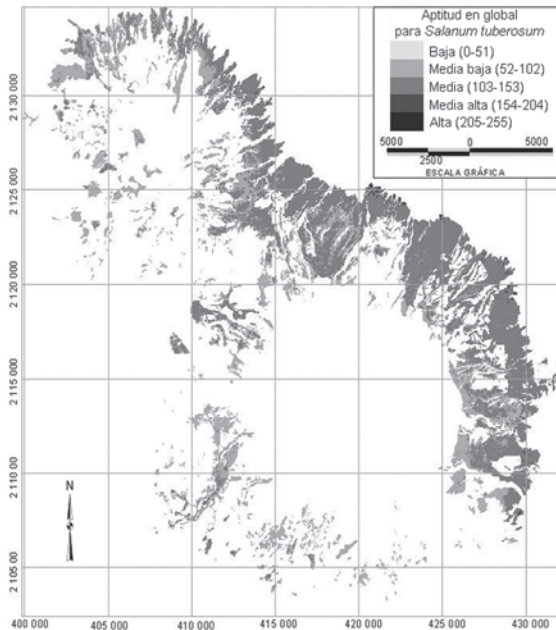 Aptitud en global
para Salanum tuberosum
Baja (0-51)
Media baja (52-102)
Media (103-153)
Media alta (154-204)
Alta (205-255)
5000 0 5000
2500
ESCALA GRÁFICA
2 130 000
2 125 000
2 120 000
2 115 000
2 110 00
2 105 00
N
400 000 405 000 410 000 415 000 420 000 425 000 430 000